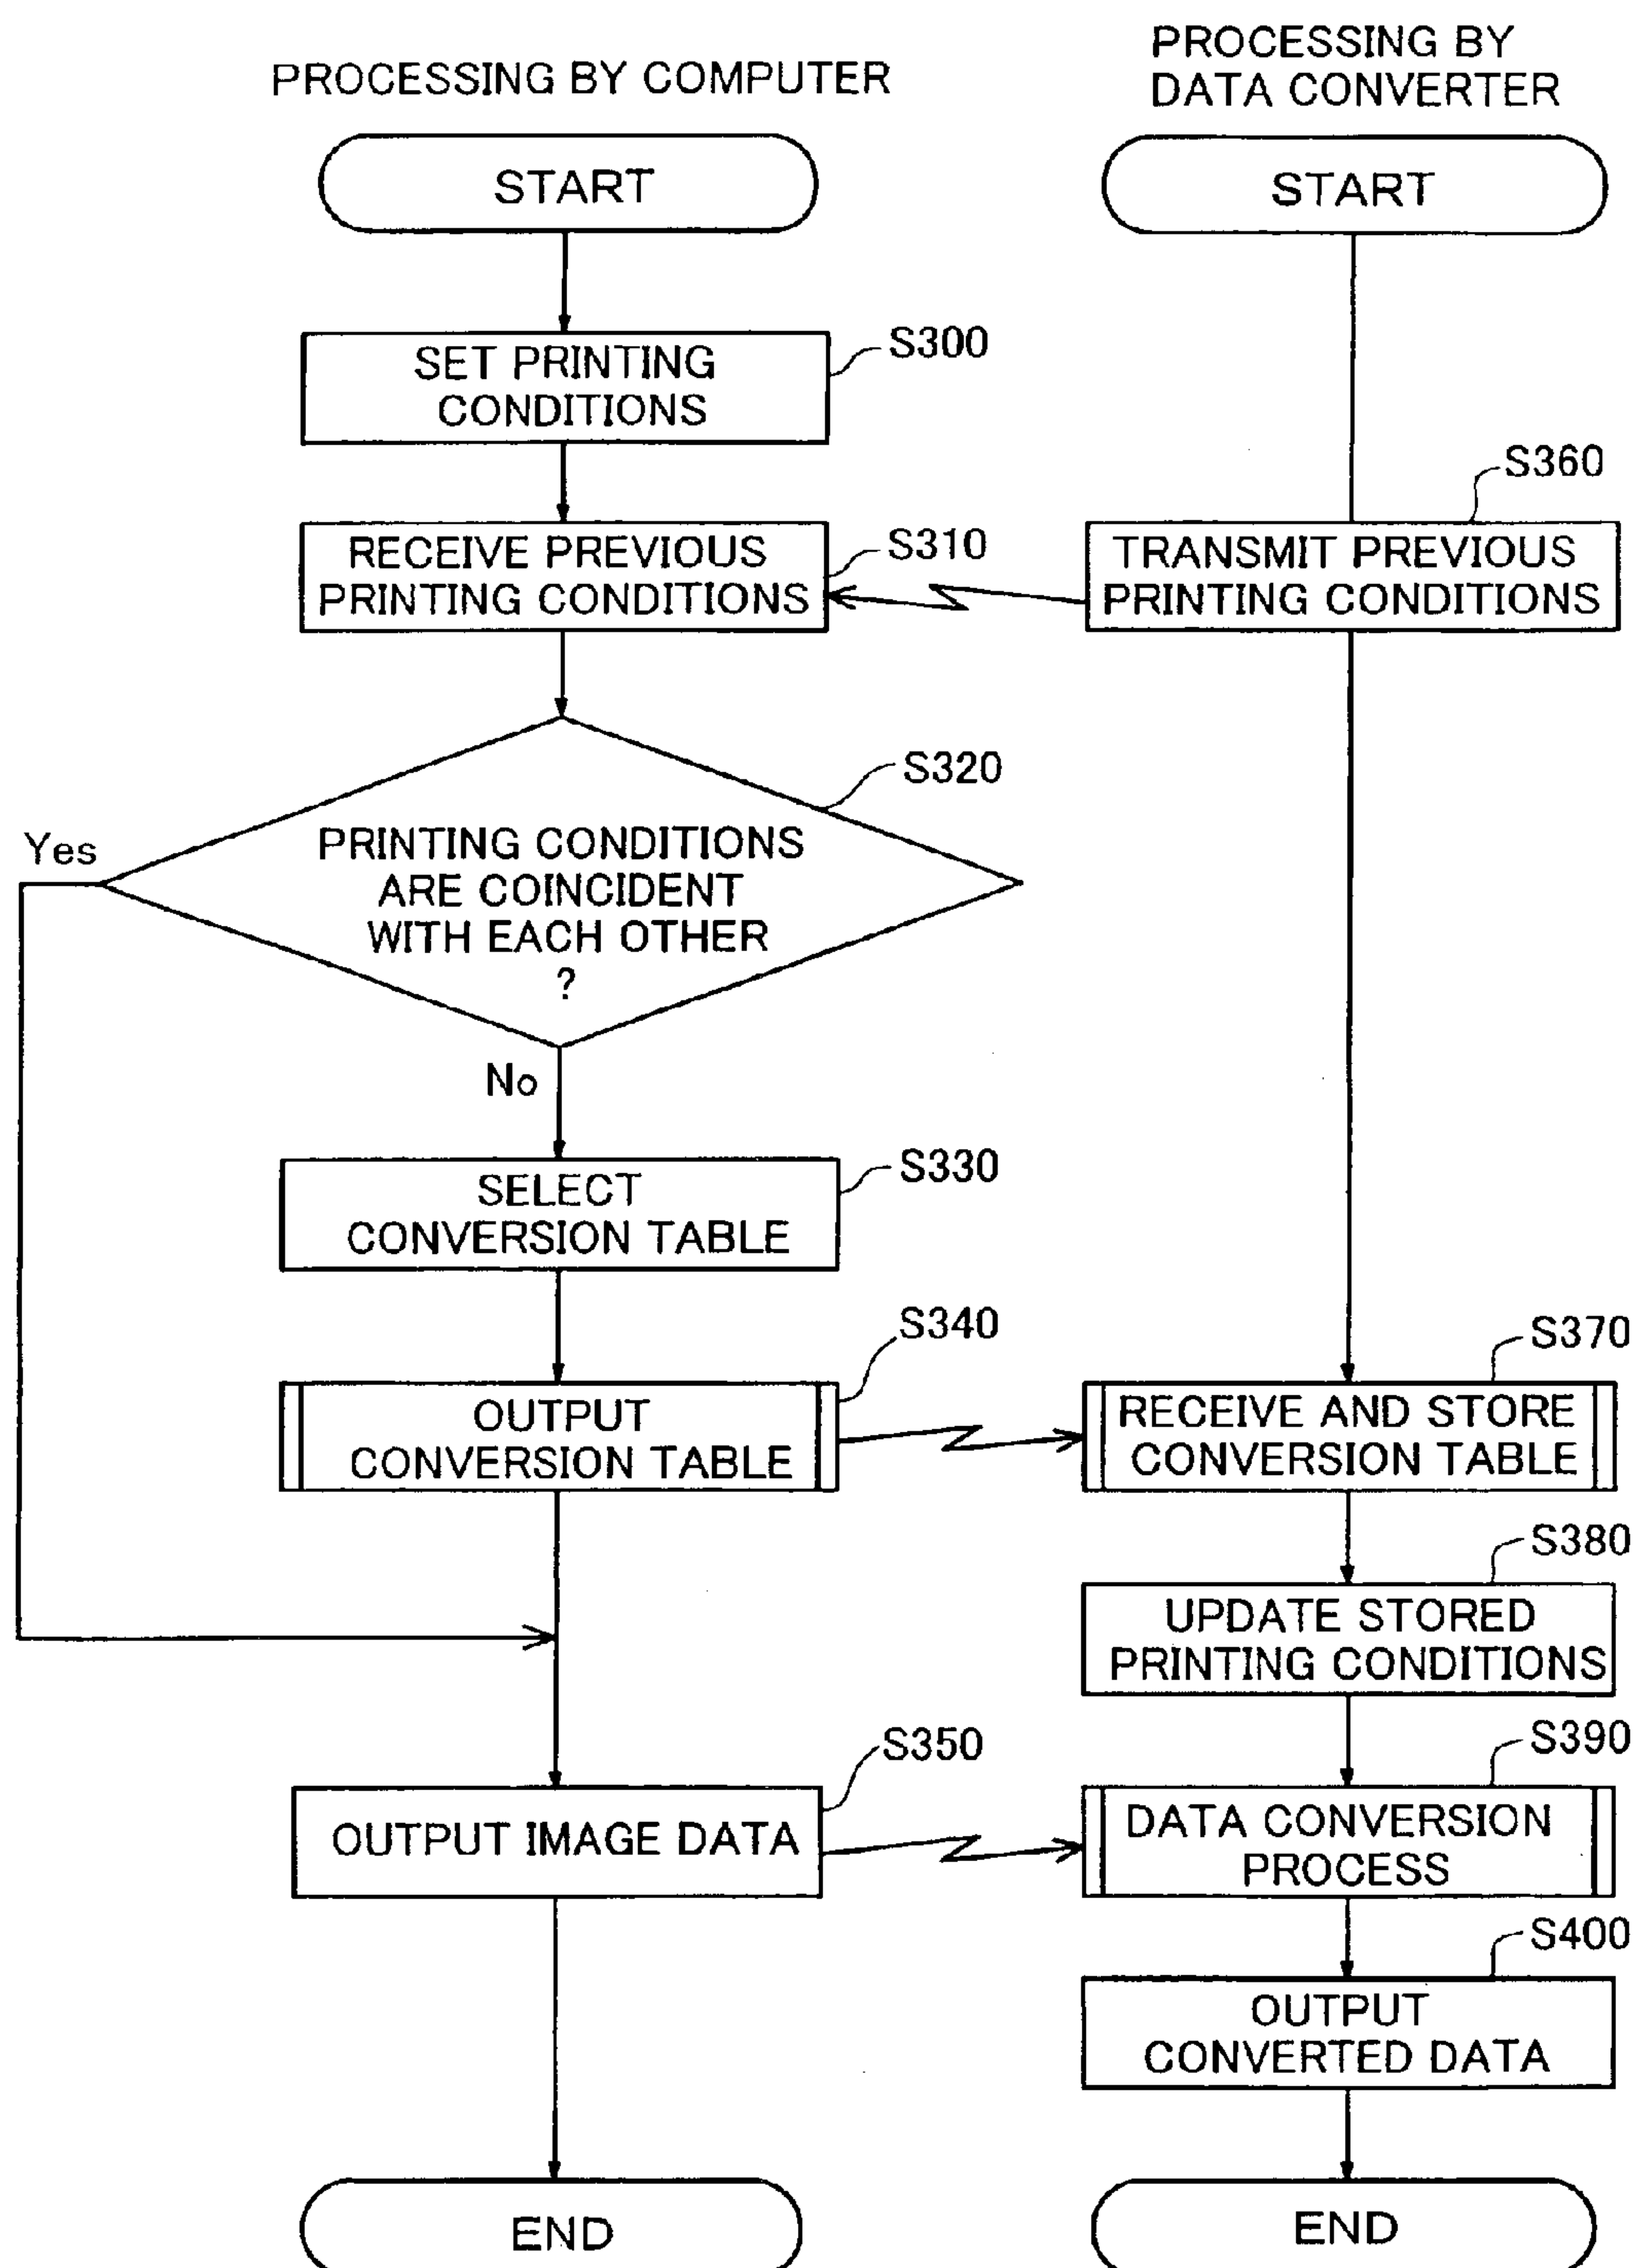 PROCESSING BY COMPUTER
PROCESSING BY
DATA CONVERTER
START
START
S300
SET PRINTING
CONDITIONS
S360
S310
RECEIVE PREVIOUS
PRINTING CONDITIONS
TRANSMIT PREVIOUS
PRINTING CONDITIONS
S320
Yes
PRINTING CONDITIONS
ARE COINCIDENT
WITH EACH OTHER
?
No
S330
SELECT
CONVERSION TABLE
S340
S370
OUTPUT
CONVERSION TABLE
RECEIVE AND STORE
CONVERSION TABLE
S380
UPDATE STORED
PRINTING CONDITIONS
S350
S390
OUTPUT IMAGE DATA
DATA CONVERSION
PROCESS
S400
OUTPUT
CONVERTED DATA
END
END